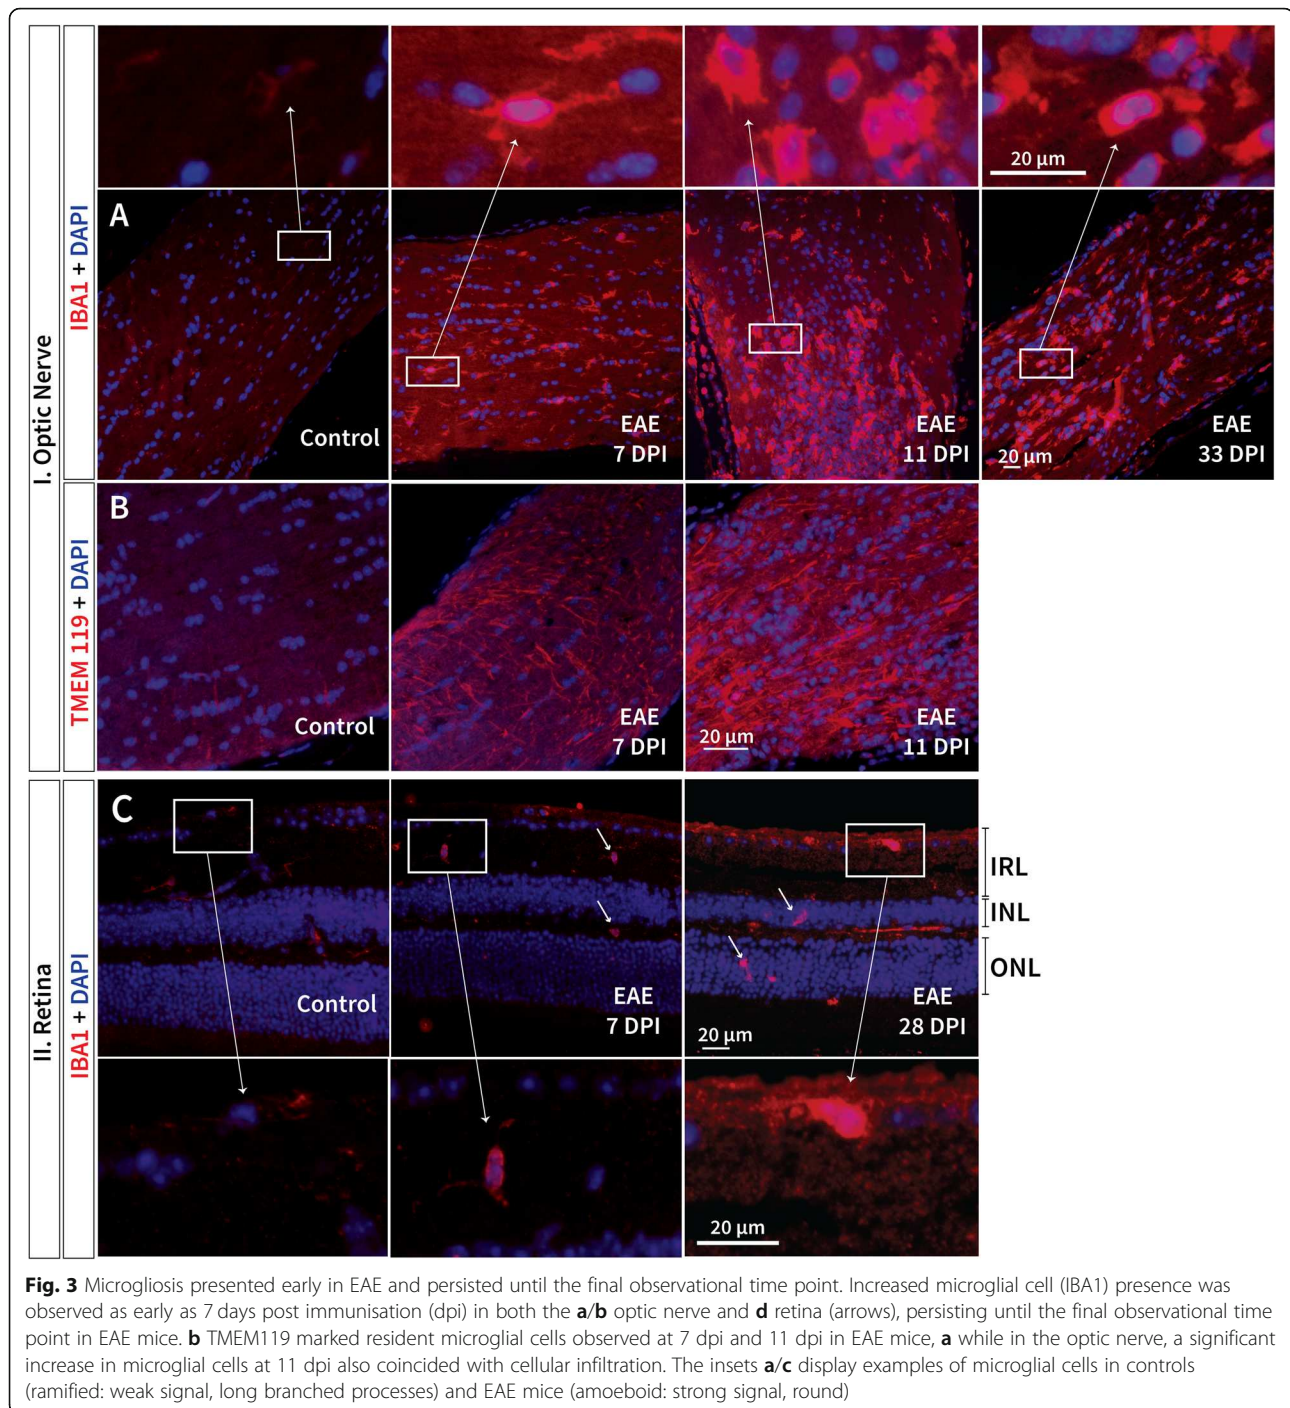 I. Optic Nerve
IBA1 + DAPI
20 µm
A
Control
EAE
7 DPI
EAE
11 DPI
20 µm
EAE
33 DPI
TMEM 119 + DAPI
B
Control
EAE
7 DPI
20 µm
EAE
11 DPI
II. Retina
IBA1 + DAPI
C
Control
EAE
7 DPI
20 µm
EAE
28 DPI
IRL
INL
ONL
20 µm
Fig. 3 Microgliosis presented early in EAE and persisted until the final observational time point. Increased microglial cell (IBA1) presence was
observed as early as 7 days post immunisation (dpi) in both the a/b optic nerve and d retina (arrows), persisting until the final observational time
point in EAE mice. b TMEM119 marked resident microglial cells observed at 7 dpi and 11 dpi in EAE mice, a while in the optic nerve, a significant
increase in microglial cells at 11 dpi also coincided with cellular infiltration. The insets a/c display examples of microglial cells in controls
(ramified: weak signal, long branched processes) and EAE mice (amoeboid: strong signal, round)